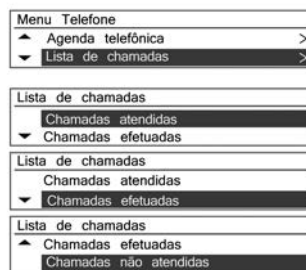 Menu Telefone
Agenda telefônica >
Lista de chamadas >
Lista de chamadas
Chamadas atendidas
Chamadas efetuadas
Lista de chamadas
Chamadas atendidas
Chamadas efetuadas
Lista de chamadas
Chamadas efetuadas
Chamadas não atendidas